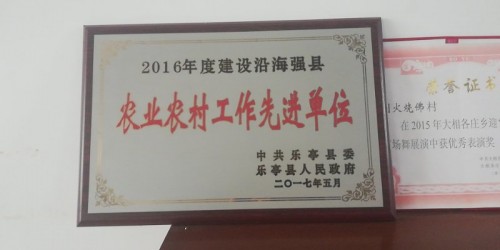 2016年度建设沿海强县
农业农村工作先进单位
中共乐亭县委
乐亭县人民政府
二〇一七年五月
荣誉证书
火烧佛村
在2015年大相各庄乡
场舞展演中获优秀表演奖